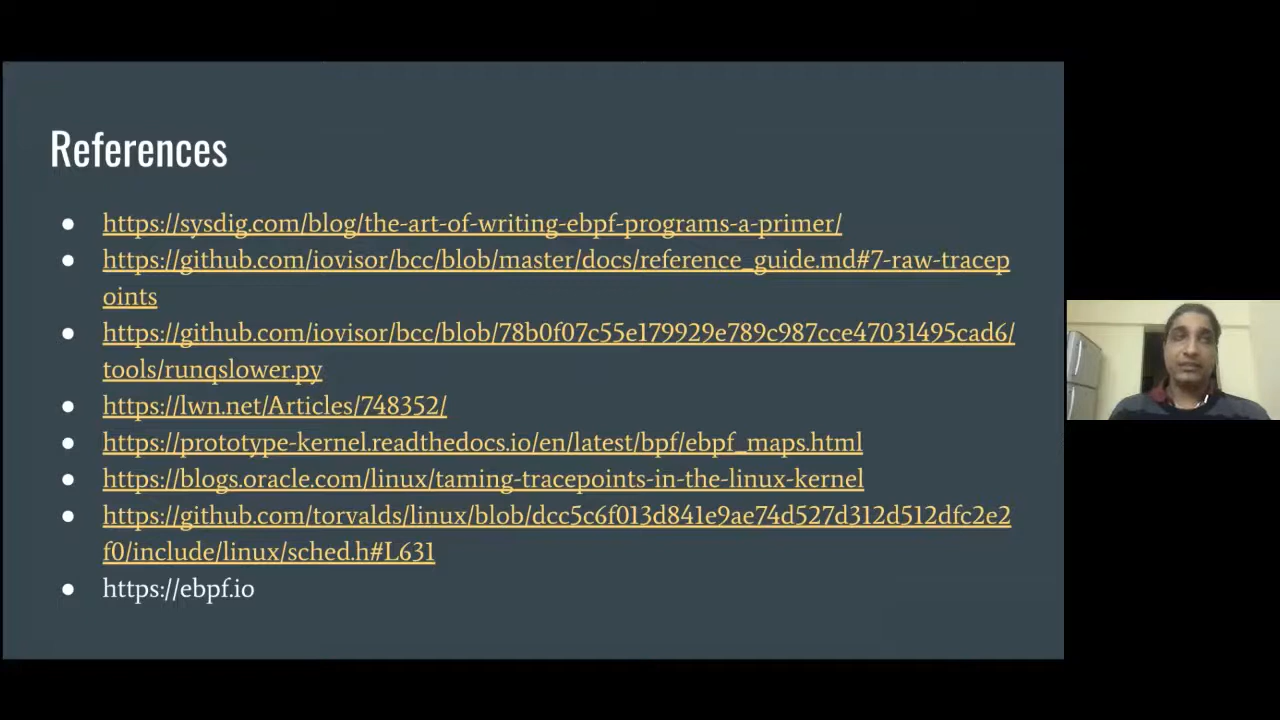 References
https://sysdig.com/blog/the-art-of-writing-ebpf-programs-a-primer/
https://github.com/iovisor/bcc/blob/master/docs/reference_guide.md#7-raw-tracep
oints
https://github.com/iovisor/bcc/blob/78b0f07c55e179929e789c987cce47031495cad6/
tools/runqslower.py
https://lwn.net/Articles/748352/
https://prototype-kernel.readthedocs.io/en/latest/bpf/ebpf_maps.html
https://blogs.oracle.com/linux/taming-tracepoints-in-the-linux-kernel
https://github.com/torvalds/linux/blob/dcc5c6f013d841e9ae74d527d312d512dfc2e2
f0/include/linux/sched.h#L631
https://ebpf.io